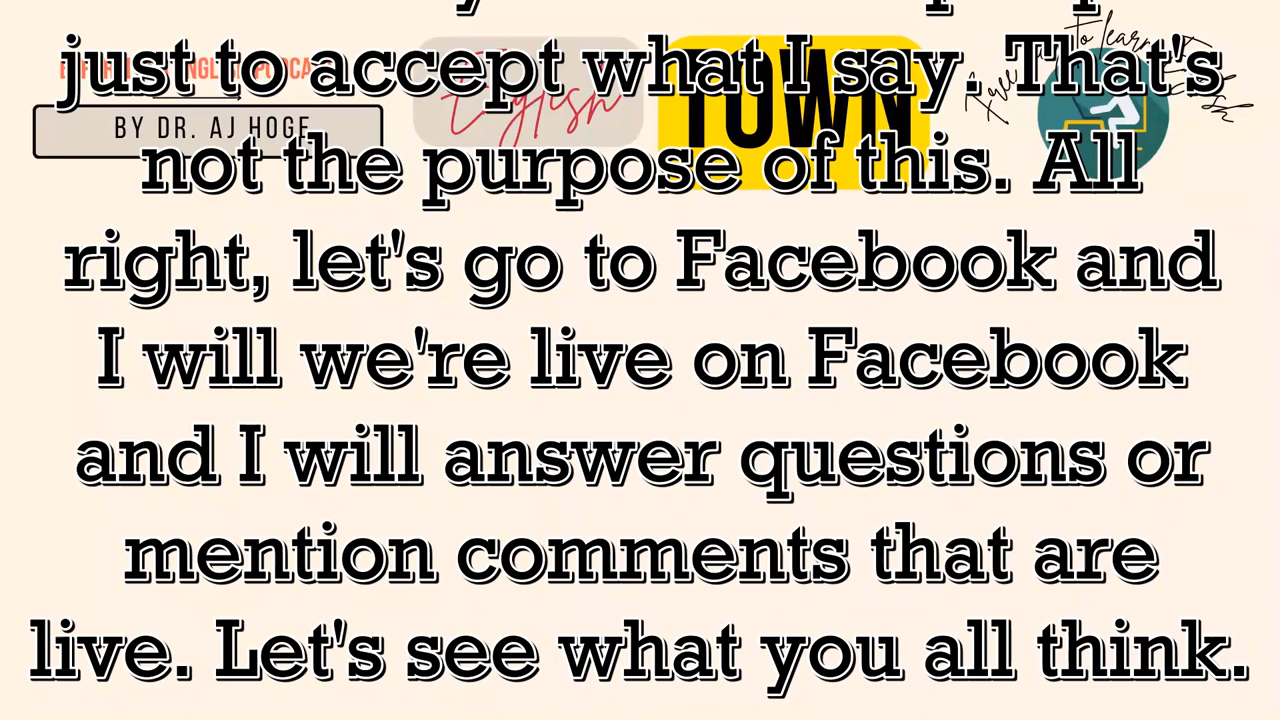 just to accept what I say. That's
BY DR. AJ HOGE
English
TOWN
not the purpose of this. All
right, let's go to Facebook and
I will we're live on Facebook
and I will answer questions or
mention comments that are
live. Let's see what you all think.